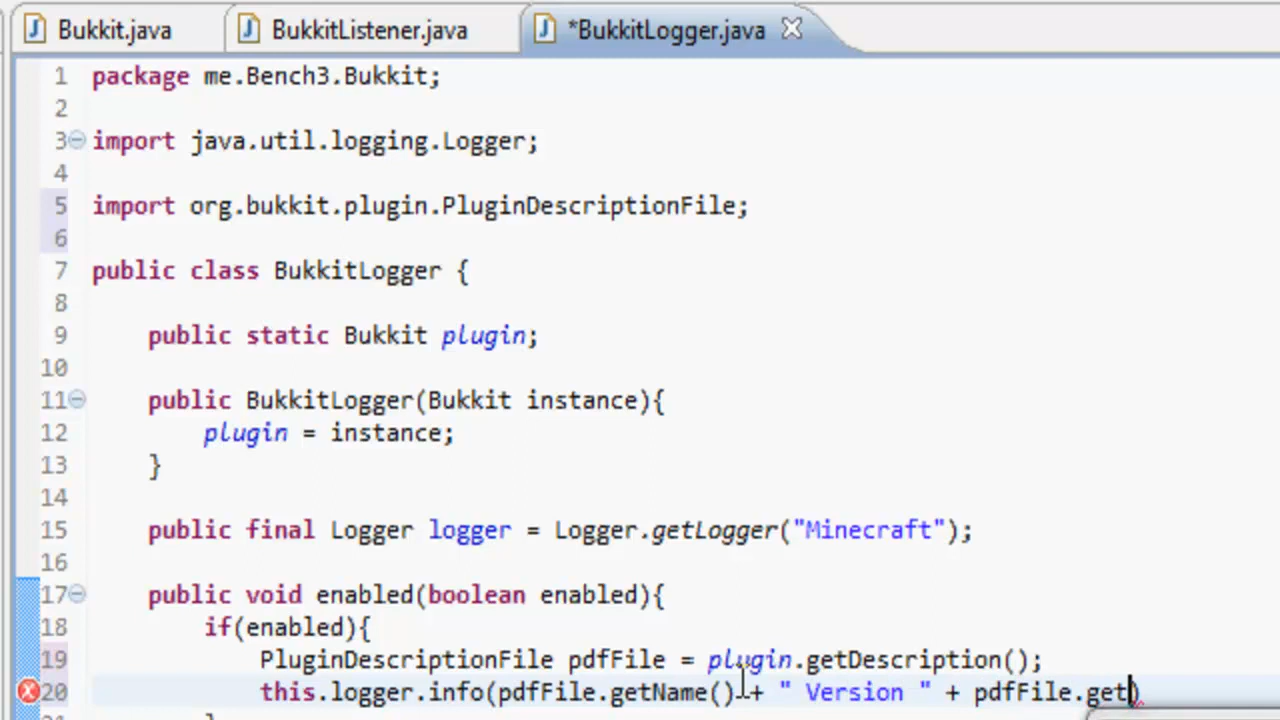 Bukkit.java BukkitListener.java *BukkitLogger.java
1 package me.Bench3.Bukkit;
2
3 import java.util.logging.Logger;
4
5 import org.bukkit.plugin.PluginDescriptionFile;
6
7 public class BukkitLogger {
8
9 public static Bukkit plugin;
10
11 public BukkitLogger(Bukkit instance){
12 plugin = instance;
13 }
14
15 public final Logger logger = Logger.getLogger("Minecraft");
16
17 public void enabled(boolean enabled){
18 if(enabled){
19 PluginDescriptionFile pdfFile = plugin.getDescription();
20 this.logger.info(pdfFile.getName() + " Version " + pdfFile.get)